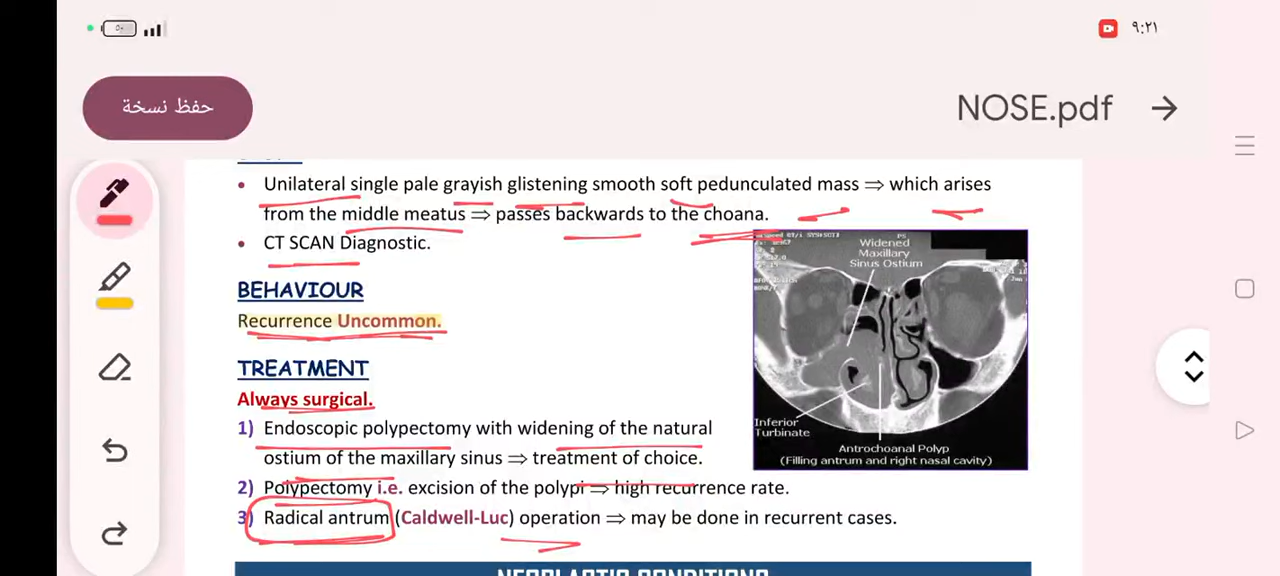 ٩:٢١
حفظ نسخة
NOSE.pdf
Unilateral single pale grayish glistening smooth soft pedunculated mass ⇒ which arises
from the middle meatus ⇒ passes backwards to the choana.
CT SCAN Diagnostic.
BEHAVIOUR
Recurrence Uncommon.
TREATMENT
Always surgical.
1) Endoscopic polypectomy with widening of the natural
ostium of the maxillary sinus ⇒ treatment of choice.
2) Polypectomy i.e. excision of the polypi ⇒ high recurrence rate.
3) Radical antrum (Caldwell-Luc) operation ⇒ may be done in recurrent cases.
Widened
Maxillary
Sinus Ostium
Inferior
Turbinate
Antrochoanal Polyp
(Filling antrum and right nasal cavity)
NEOPLASTIC CONDITIONS